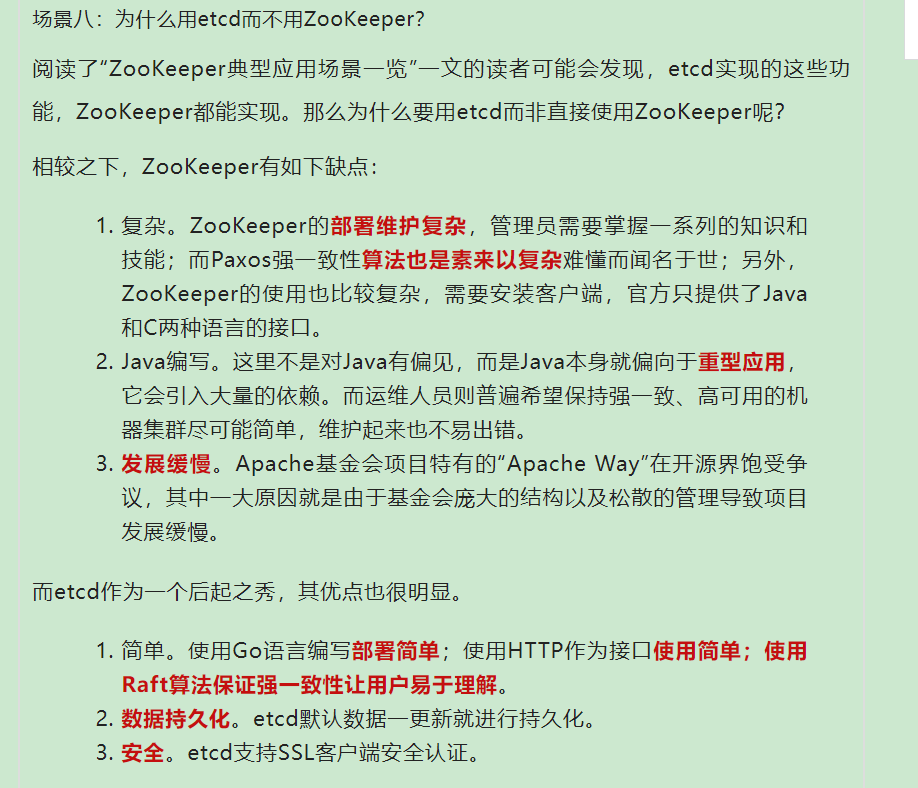 场景八：为什么用etcd而不用ZooKeeper？
阅读了“ZooKeeper典型应用场景一览”一文的读者可能会发现，etcd实现的这些功
能，ZooKeeper都能实现。那么为什么要用etcd而非直接使用ZooKeeper呢？
相较之下，ZooKeeper有如下缺点：
1. 复杂。ZooKeeper的部署维护复杂，管理员需要掌握一系列的知识和
技能；而Paxos强一致性算法也是素来以复杂难懂而闻名于世；另外，
ZooKeeper的使用也比较复杂，需要安装客户端，官方只提供了Java
和C两种语言的接口。
2. Java编写。这里不是对Java有偏见，而是Java本身就偏向于重型应用，
它会引入大量的依赖。而运维人员则普遍希望保持强一致、高可用的机
器集群尽可能简单，维护起来也不易出错。
3. 发展缓慢。Apache基金会项目特有的“Apache Way”在开源界饱受争
议，其中一大原因就是由于基金会庞大的结构以及松散的管理导致项目
发展缓慢。
而etcd作为一个后起之秀，其优点也很明显。
1. 简单。使用Go语言编写部署简单；使用HTTP作为接口使用简单；使用
Raft算法保证强一致性让用户易于理解。
2. 数据持久化。etcd默认数据一更新就进行持久化。
3. 安全。etcd支持SSL客户端安全认证。